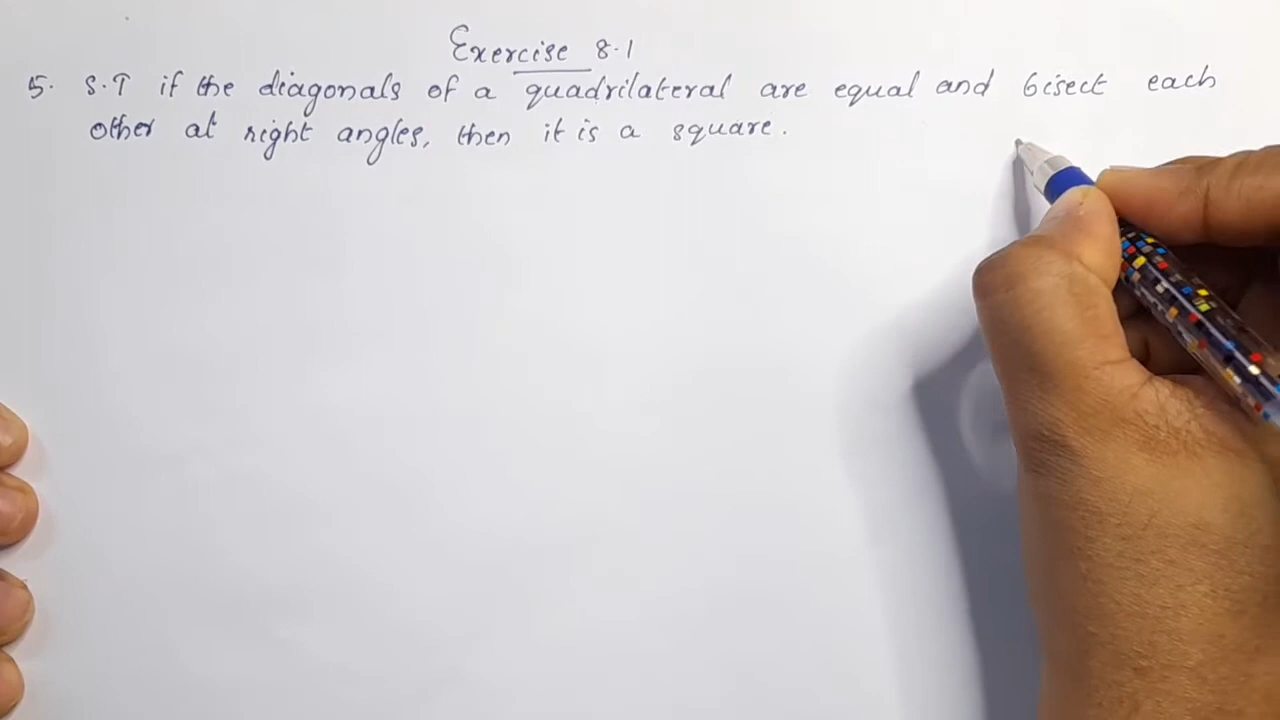 Exercise 8.1
5. S.T if the diagonals of a quadrilateral are equal and bisect each
other at right angles, then it is a square.